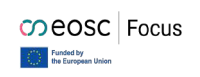 eosc | Focus
Funded by
the European Union